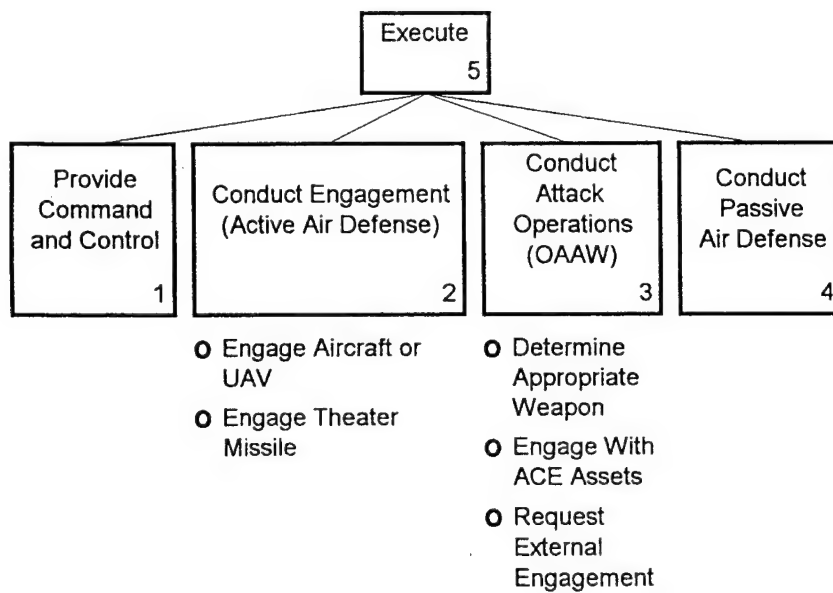 Execute
5
Provide
Command
and Control
1
Conduct Engagement
(Active Air Defense)
2
Conduct
Attack
Operations
(OAAW)
3
Conduct
Passive
Air Defense
4
o Engage Aircraft or
UAV
o Engage Theater
Missile
o Determine
Appropriate
Weapon
o Engage With
ACE Assets
o Request
External
Engagement